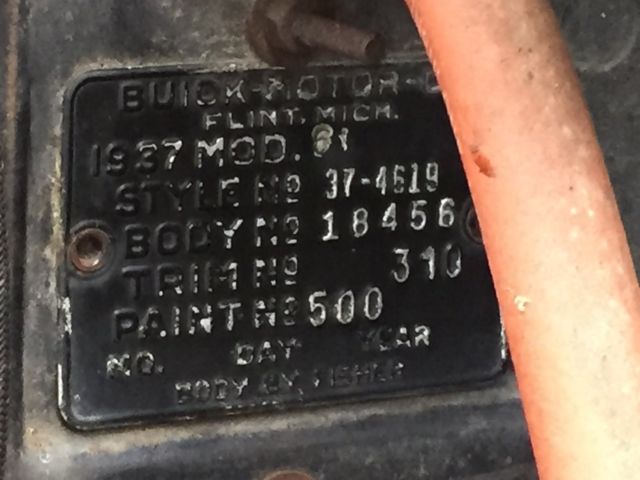 BUICK-MOTOR-C
FLINT, MICH.
1937 MOD. 61
STYLE NO 37-4619
BODY NO 18456
TRIM NO 310
PAINT NO 500
MO. DAY YEAR
BODY BY FISHER